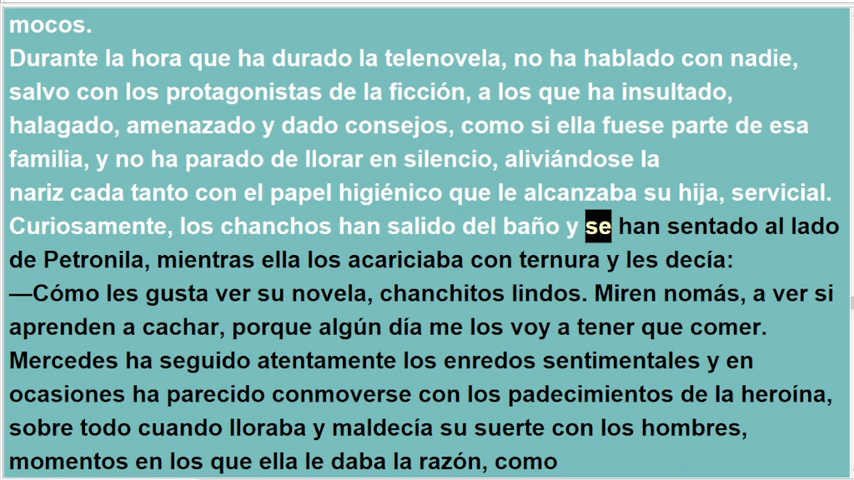 mocos.
Durante la hora que ha durado la telenovela, no ha hablado con nadie,
salvo con los protagonistas de la ficción, a los que ha insultado,
halagado, amenazado y dado consejos, como si ella fuese parte de esa
familia, y no ha parado de llorar en silencio, aliviándose la
nariz cada tanto con el papel higiénico que le alcanzaba su hija, servicial.
Curiosamente, los chanchos han salido del baño y se han sentado al lado
de Petronila, mientras ella los acariciaba con ternura y les decía:
—Cómo les gusta ver su novela, chanchitos lindos. Miren nomás, a ver si
aprenden a cachar, porque algún día me los voy a tener que comer.
Mercedes ha seguido atentamente los enredos sentimentales y en
ocasiones ha parecido conmoverse con los padecimientos de la heroína,
sobre todo cuando lloraba y maldecía su suerte con los hombres,
momentos en los que ella le daba la razón, como